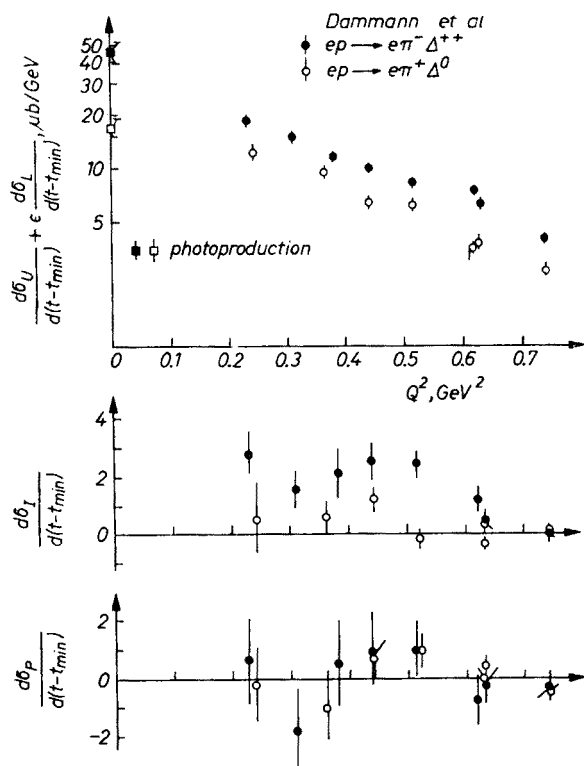 Dammann et al
ep → eπ⁻ Δ⁺⁺
ep → eπ⁺ Δ⁰
dσ_U / d(t-t_min) + ϵ dσ_L / d(t-t_min), μb/GeV
50
40
20
10
5
photoproduction
0 0.1 0.2 0.3 0.4 0.5 0.6 0.7
Q², GeV²
dσ_I / d(t-t_min)
4
2
0
dσ_P / d(t-t_min)
2
0
-2